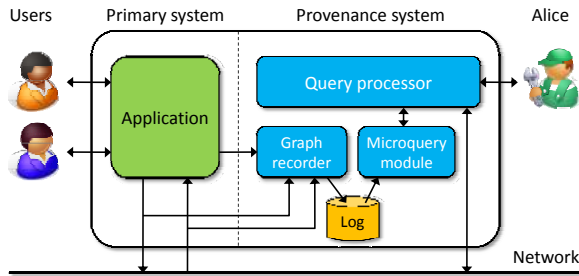 Users
Primary system
Provenance system
Alice
Query processor
Application
Graph
recorder
Microquery
module
Log
Network